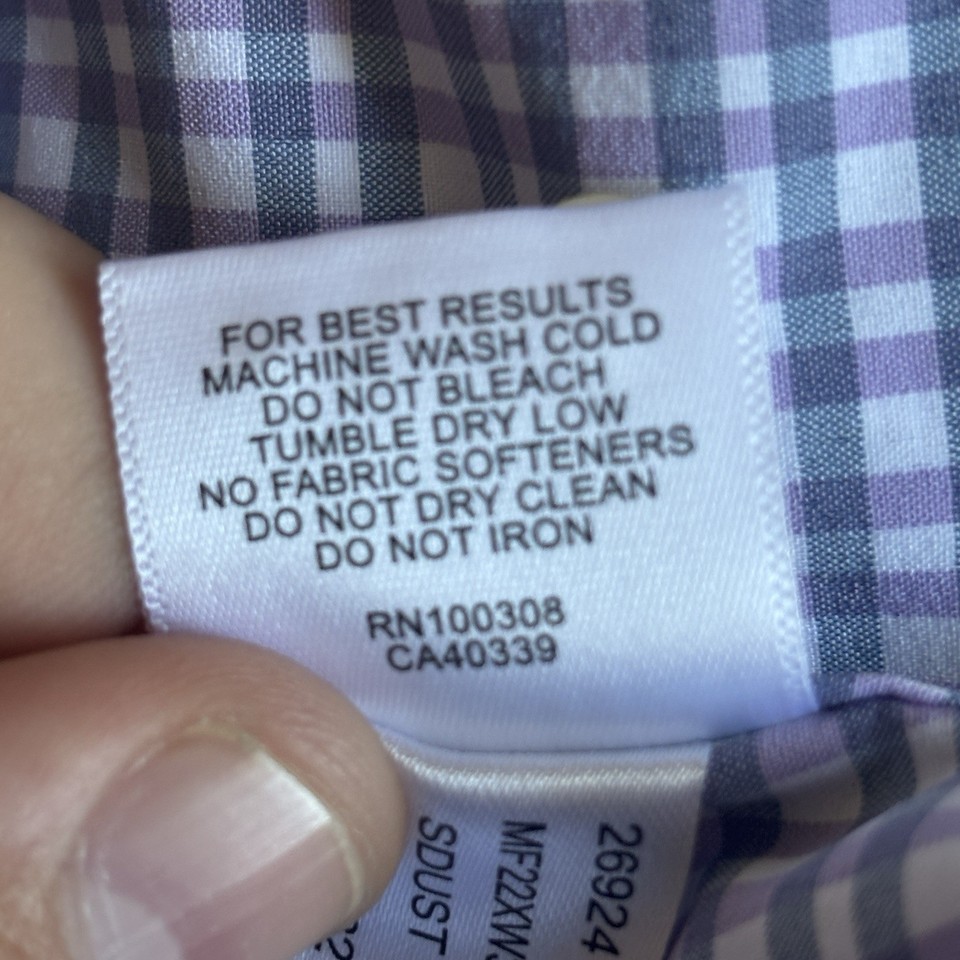 FOR BEST RESULTS
MACHINE WASH COLD
DO NOT BLEACH
TUMBLE DRY LOW
NO FABRIC SOFTENERS
DO NOT DRY CLEAN
DO NOT IRON
RN100308
CA40339
26924
SDUST